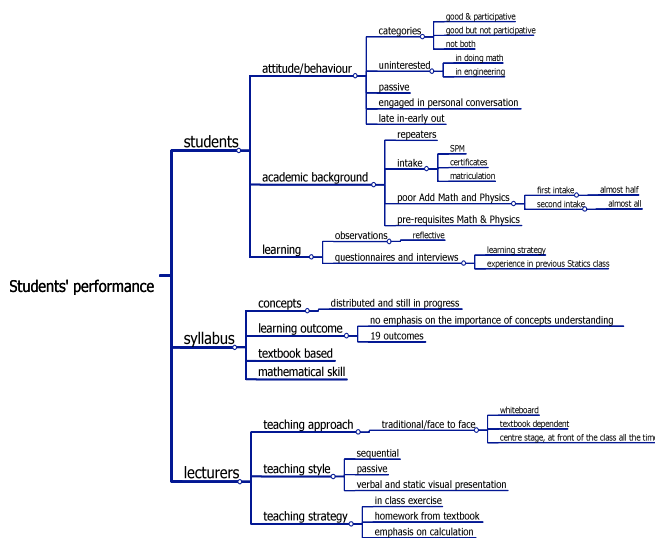 Students' performance
students
attitude/behaviour
categories
good & participative
good but not participative
not both
uninterested
in doing math
in engineering
passive
engaged in personal conversation
late in-early out
academic background
repeaters
intake
SPM
certificates
matriculation
poor Add Math and Physics
first intake
almost half
second intake
almost all
pre-requisites Math & Physics
learning
observations
reflective
questionnaires and interviews
learning strategy
experience in previous Statics class
syllabus
concepts
distributed and still in progress
learning outcome
no emphasis on the importance of concepts understanding
19 outcomes
textbook based
mathematical skill
lecturers
teaching approach
traditional/face to face
whiteboard
textbook dependent
centre stage, at front of the class all the time
teaching style
sequential
passive
verbal and static visual presentation
teaching strategy
in class exercise
homework from textbook
emphasis on calculation